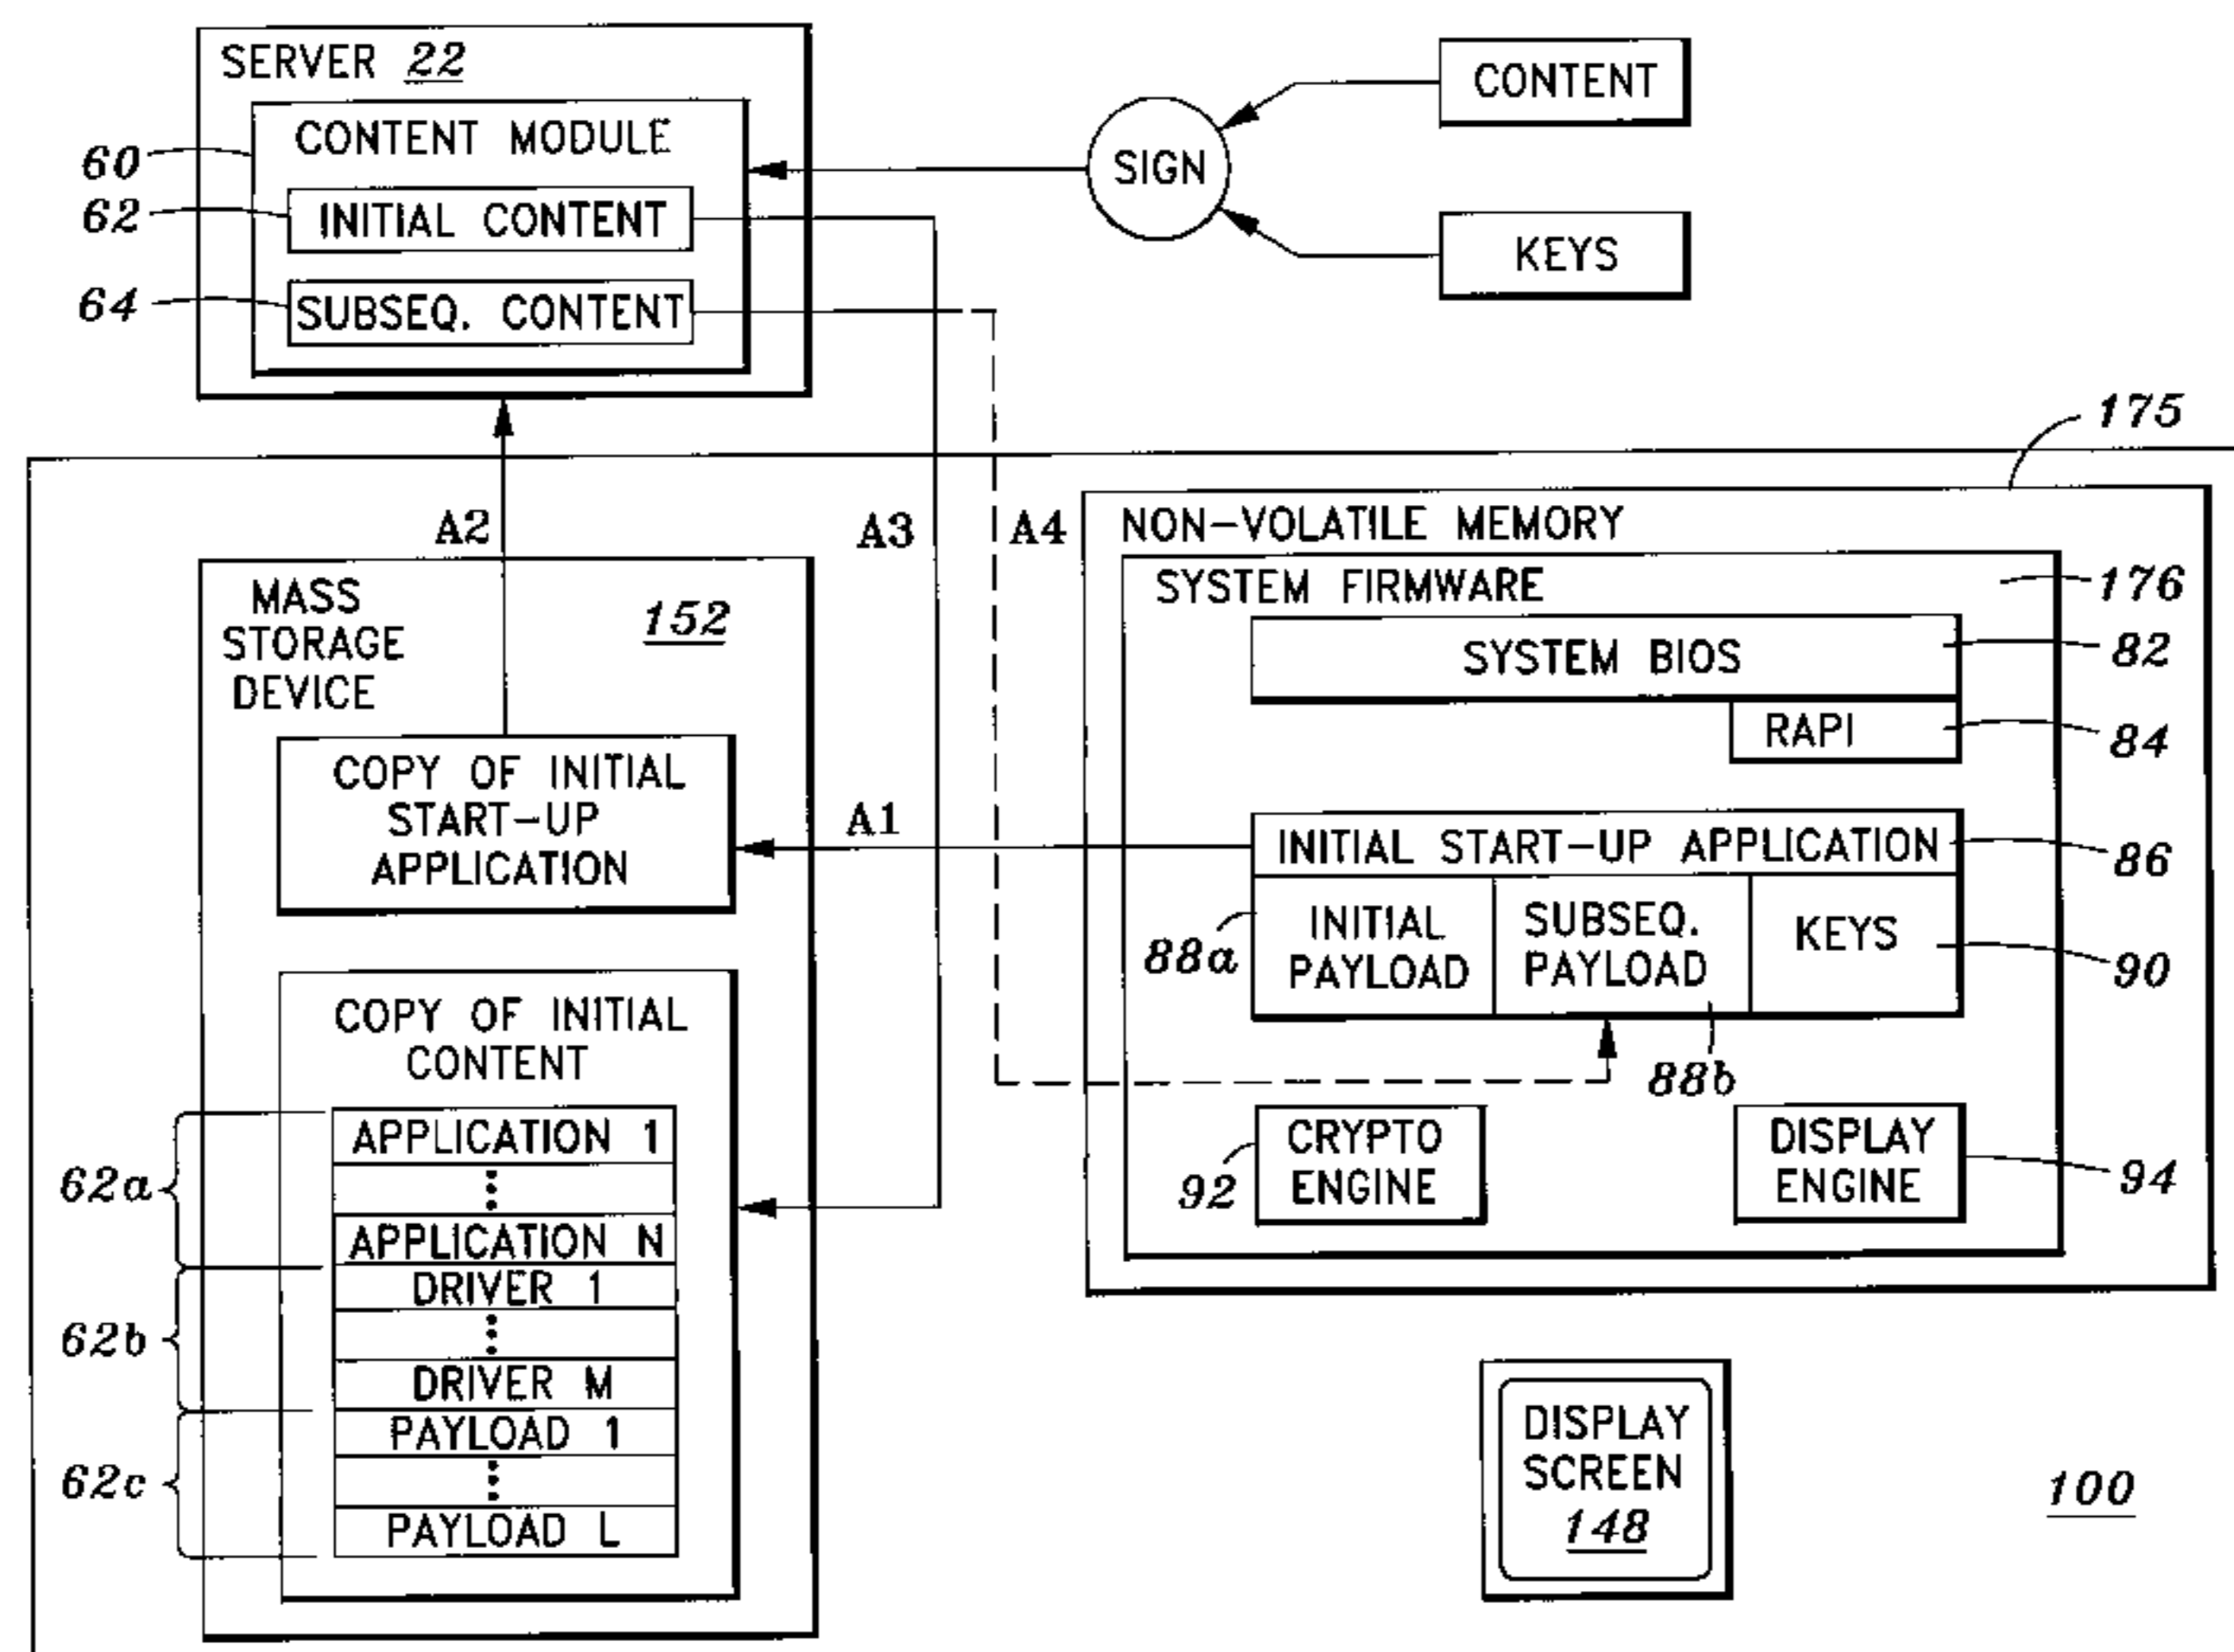 SERVER 22
CONTENT MODULE
60
62
INITIAL CONTENT
64
SUBSEQ. CONTENT
SIGN
CONTENT
KEYS
A2
A3
A4
175
NON-VOLATILE MEMORY
SYSTEM FIRMWARE
176
SYSTEM BIOS
82
RAPI
84
MASS
STORAGE
DEVICE
152
COPY OF INITIAL
START-UP
APPLICATION
A1
INITIAL START-UP APPLICATION
86
88a
INITIAL
PAYLOAD
SUBSEQ.
PAYLOAD
KEYS
90
88b
COPY OF INITIAL
CONTENT
62a
APPLICATION 1
APPLICATION N
62b
DRIVER 1
DRIVER M
62c
PAYLOAD 1
PAYLOAD L
92
CRYPTO
ENGINE
DISPLAY
ENGINE
94
DISPLAY
SCREEN
148
100